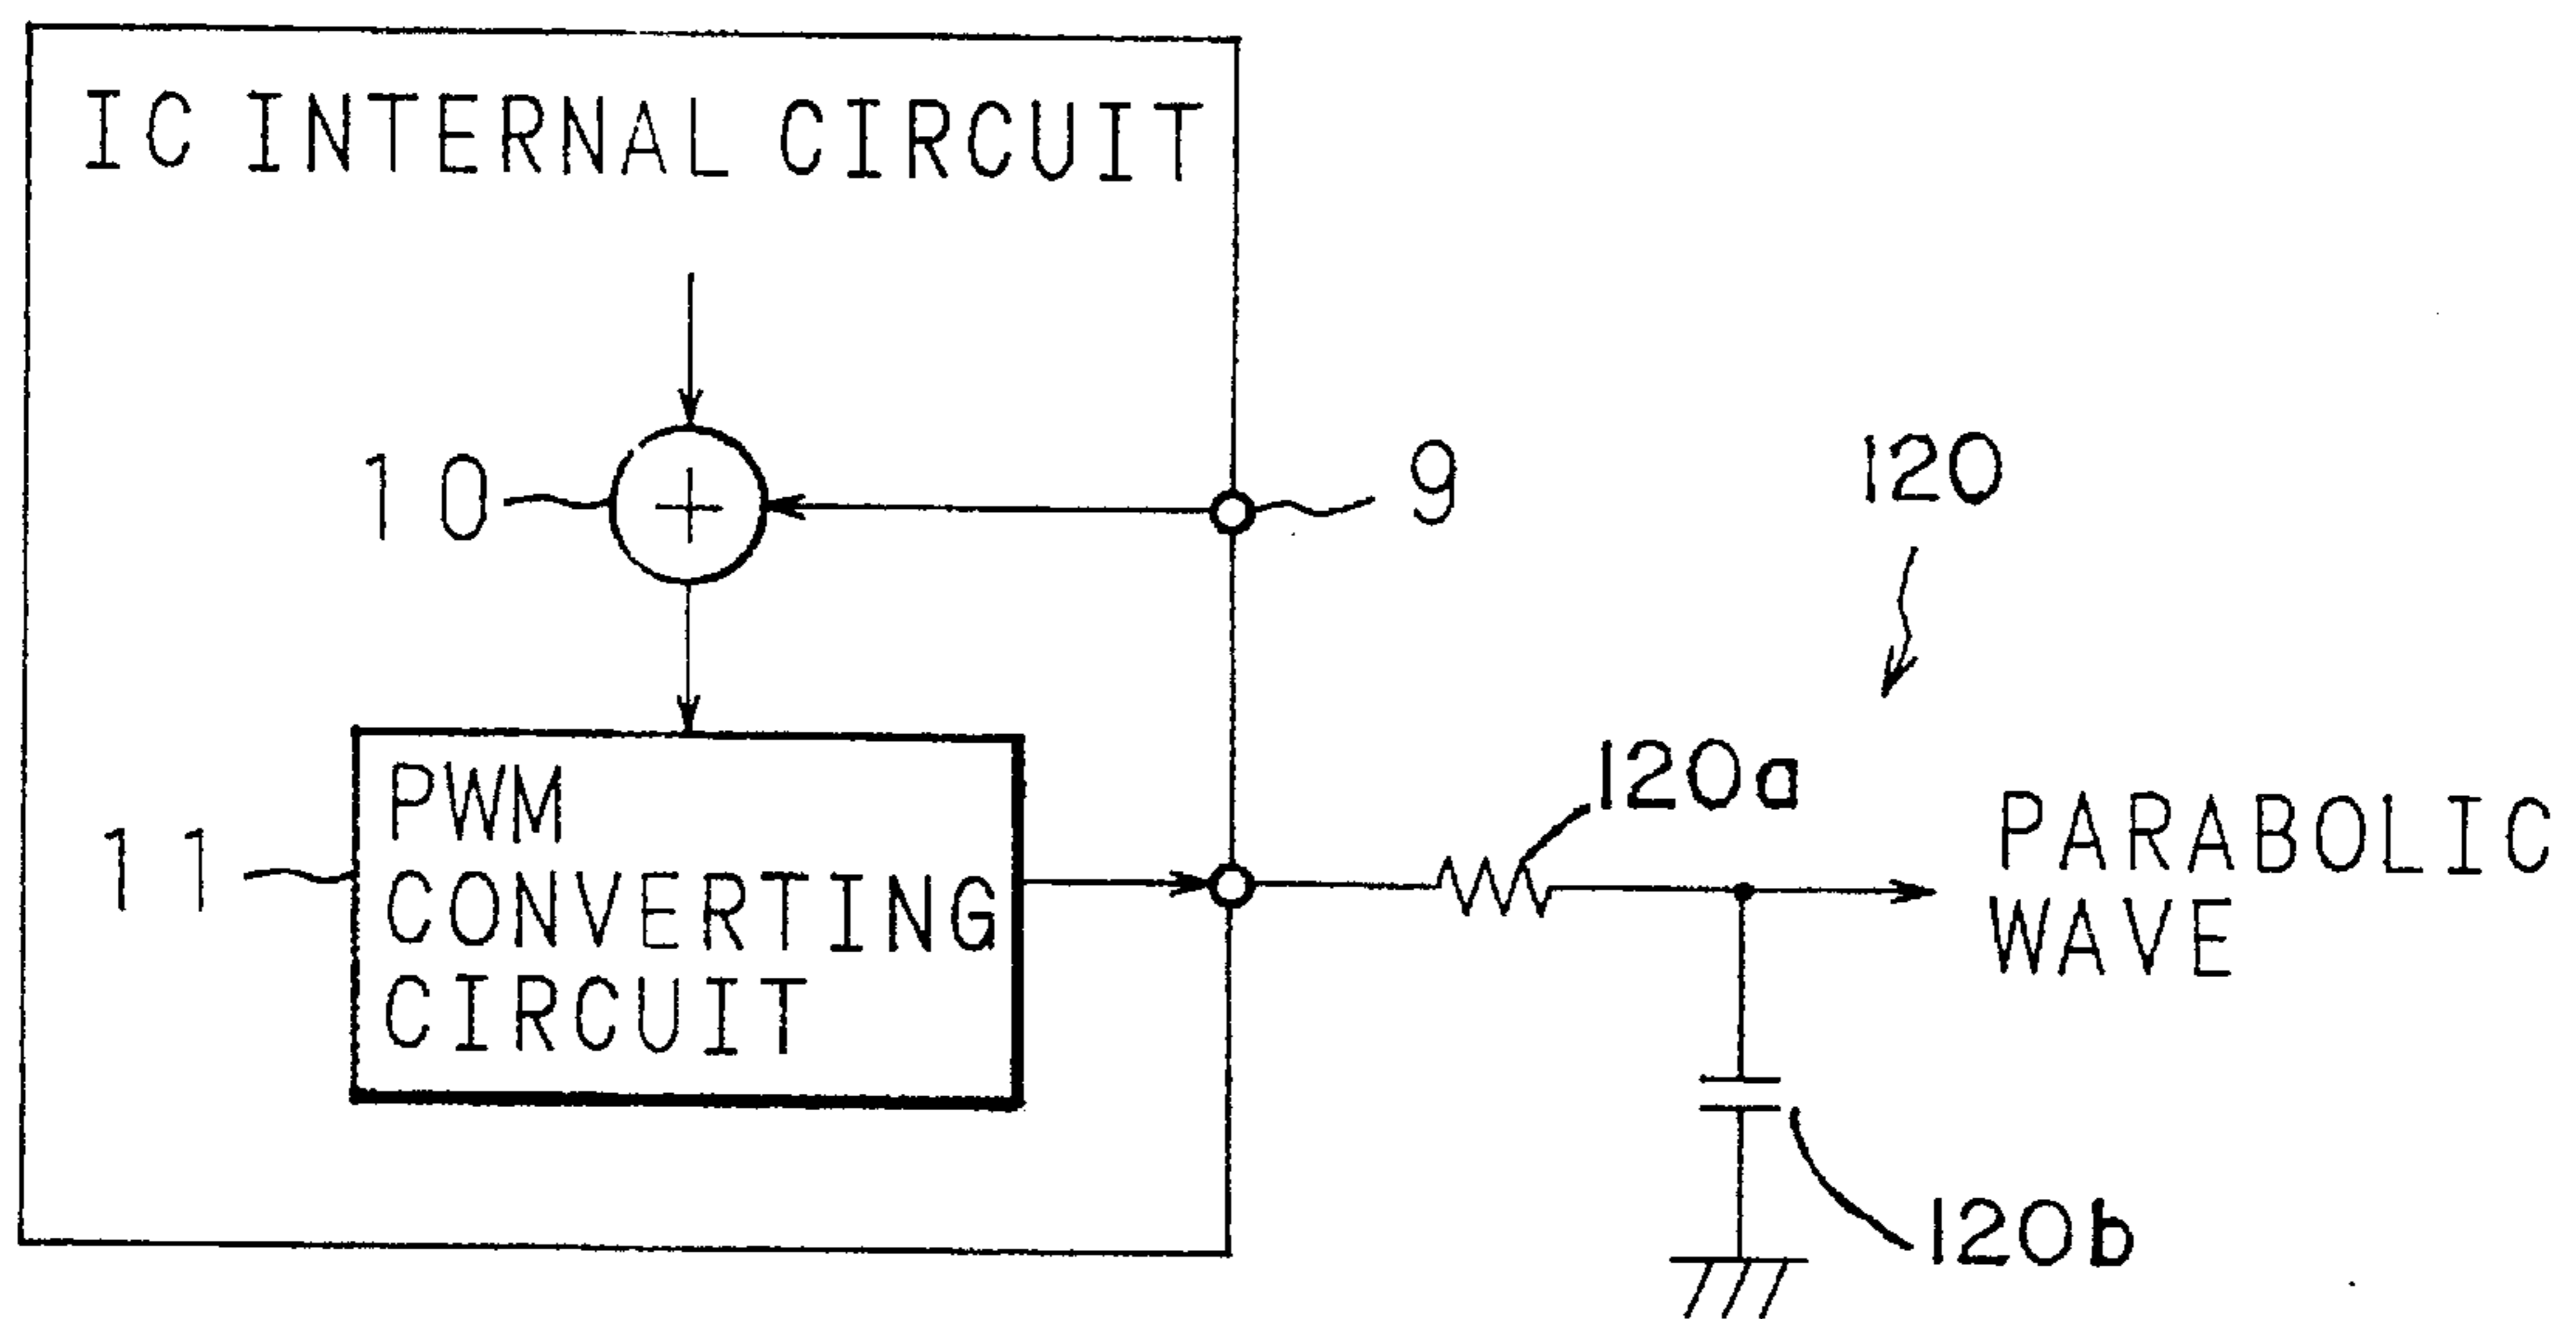 IC INTERNAL CIRCUIT
10
9
120
120a
PWM
CONVERTING
CIRCUIT
11
PARABOLIC
WAVE
120b